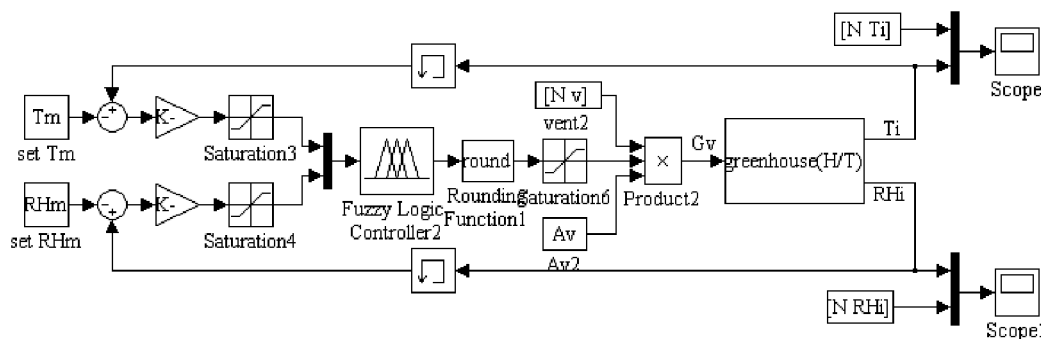 [N Ti]
Scope
Tm
set Tm
K-
Saturation3
[N v]
vent2
Ti
Gv
greenhouse(H/T)
RHi
round
Rounding
Function1
Saturation6
×
Product2
Fuzzy Logic
Controller2
RHm
set RHm
K-
Saturation4
Av
Av2
[N RHi]
Scope1